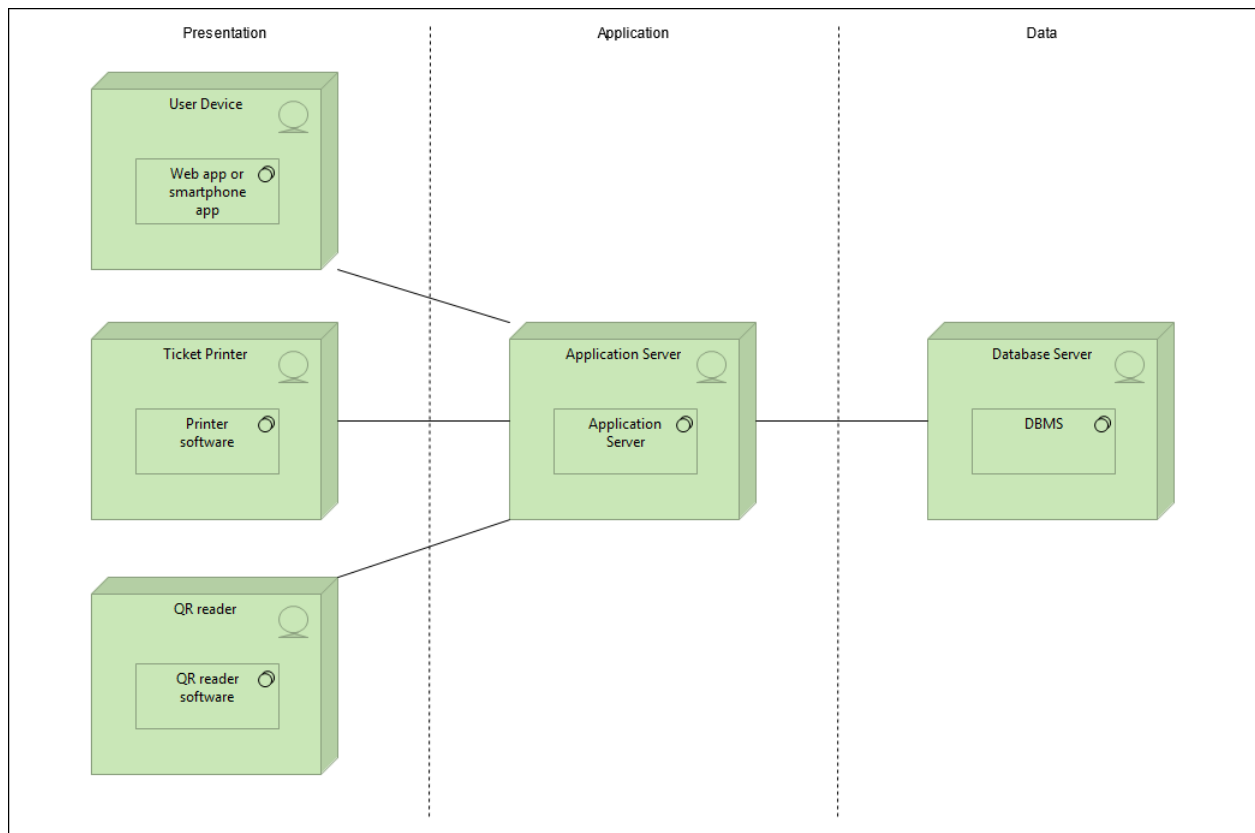 Presentation
Application
Data
User Device
Web app or
smartphone
app
Ticket Printer
Printer
software
Application Server
Application
Server
Database Server
DBMS
QR reader
QR reader
software